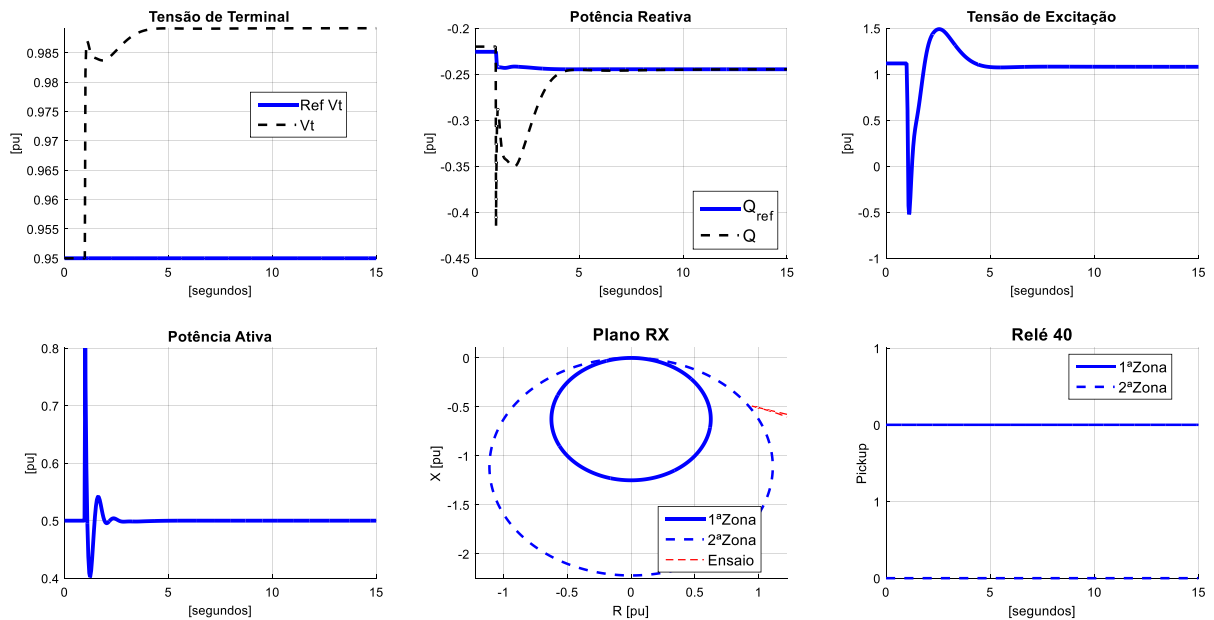 Tensão de Terminal
0.985
0.98
0.975
0.97
0.965
0.96
0.955
0.95
[pu]
Ref Vt
Vt
0 5 10 15
[segundos]
Potência Reativa
-0.2
-0.25
-0.3
-0.35
-0.4
-0.45
[pu]
Q ref
Q
0 5 10 15
[segundos]
Tensão de Excitação
1.5
1
0.5
0
-0.5
-1
[pu]
0 5 10 15
[segundos]
Potência Ativa
0.8
0.7
0.6
0.5
0.4
[pu]
0 5 10 15
[segundos]
Plano RX
0
-0.5
-1
-1.5
-2
X [pu]
1ªZona
2ªZona
Ensaio
-1 -0.5 0 0.5 1
R [pu]
Relé 40
1
0
1
0
Pickup
1ªZona
2ªZona
0 5 10 15
[segundos]